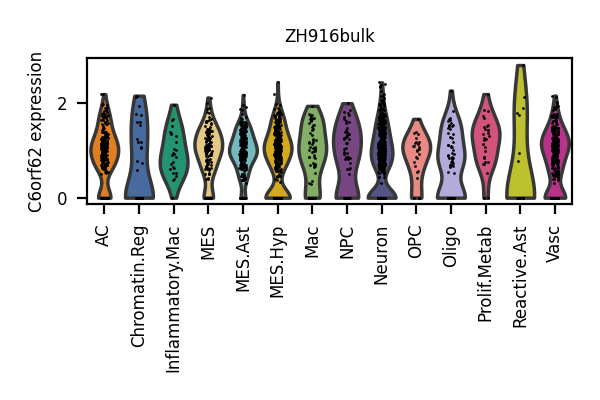 ZH916bulk
C6orf62 expression
2
0
AC
Chromatin.Reg
Inflammatory.Mac
MES
MES.Ast
MES.Hyp
Mac
NPC
Neuron
OPC
Oligo
Prolif.Metab
Reactive.Ast
Vasc